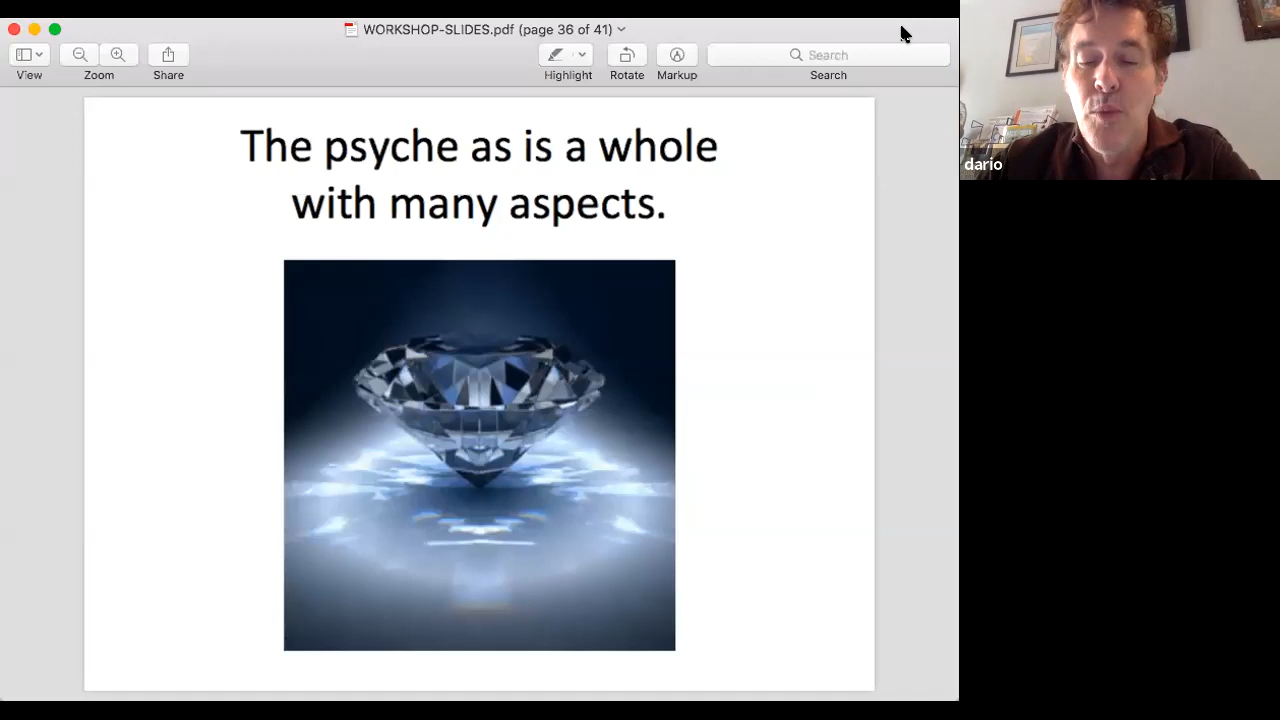 WORKSHOP-SLIDES.pdf (page 36 of 41)
View
Zoom
Share
Highlight
Rotate
Markup
Search
Search
The psyche as is a whole
with many aspects.
dario